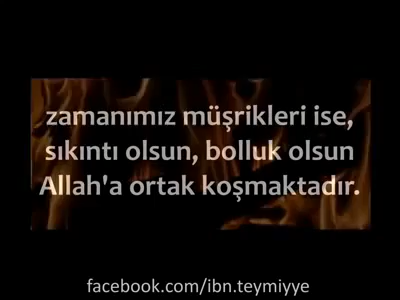 zamanımız müşrikleri ise,
sıkıntı olsun, bolluk olsun
Allah'a ortak koşmaktadır.
facebook.com/ibn.teymiyye